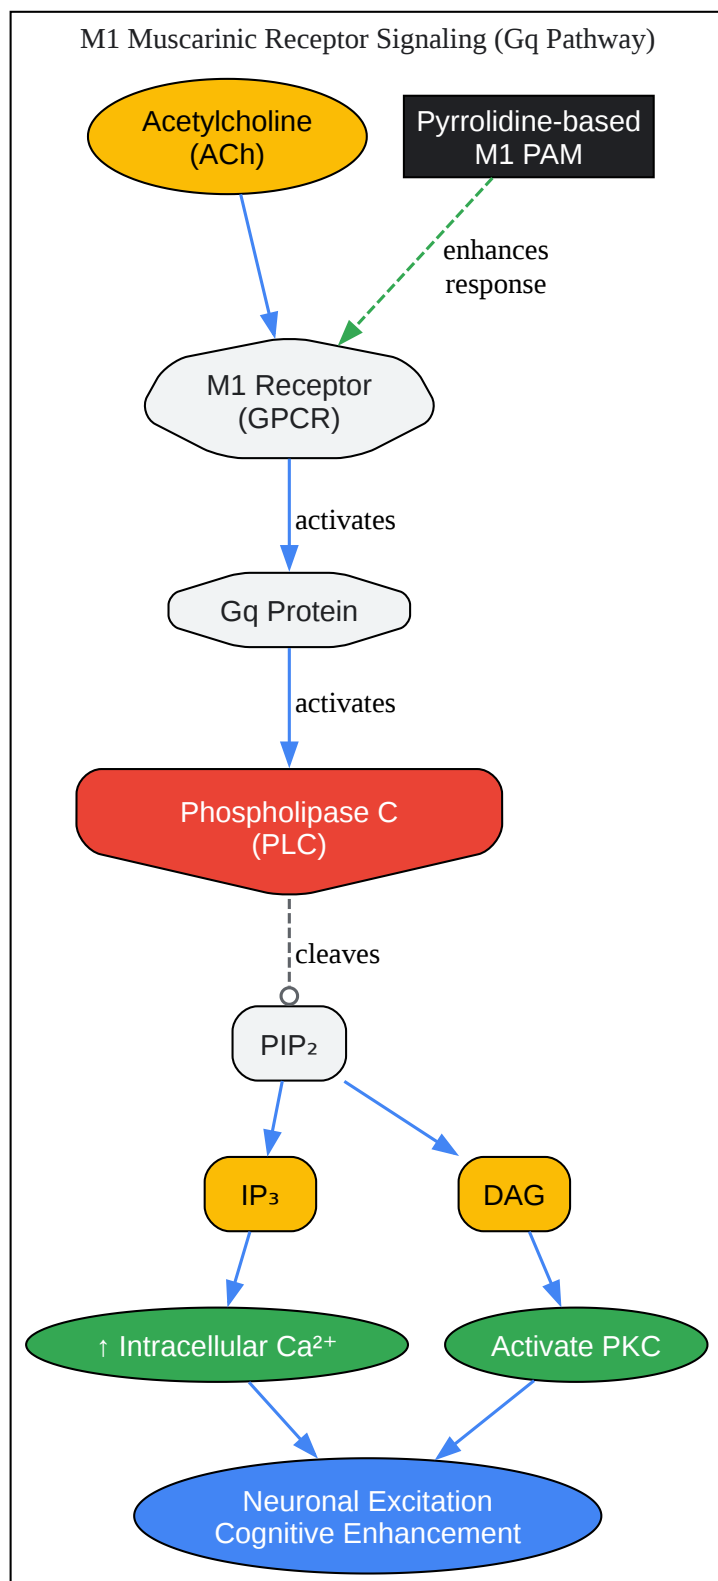 M1 Muscarinic Receptor Signaling (Gq Pathway)
Acetylcholine
(ACh)
Pyrrolidine-based
M1 PAM
enhances
response
M1 Receptor
(GPCR)
activates
Gq Protein
activates
Phospholipase C
(PLC)
cleaves
PIP₂
IP₃
DAG
↑ Intracellular Ca²⁺
Activate PKC
Neuronal Excitation
Cognitive Enhancement